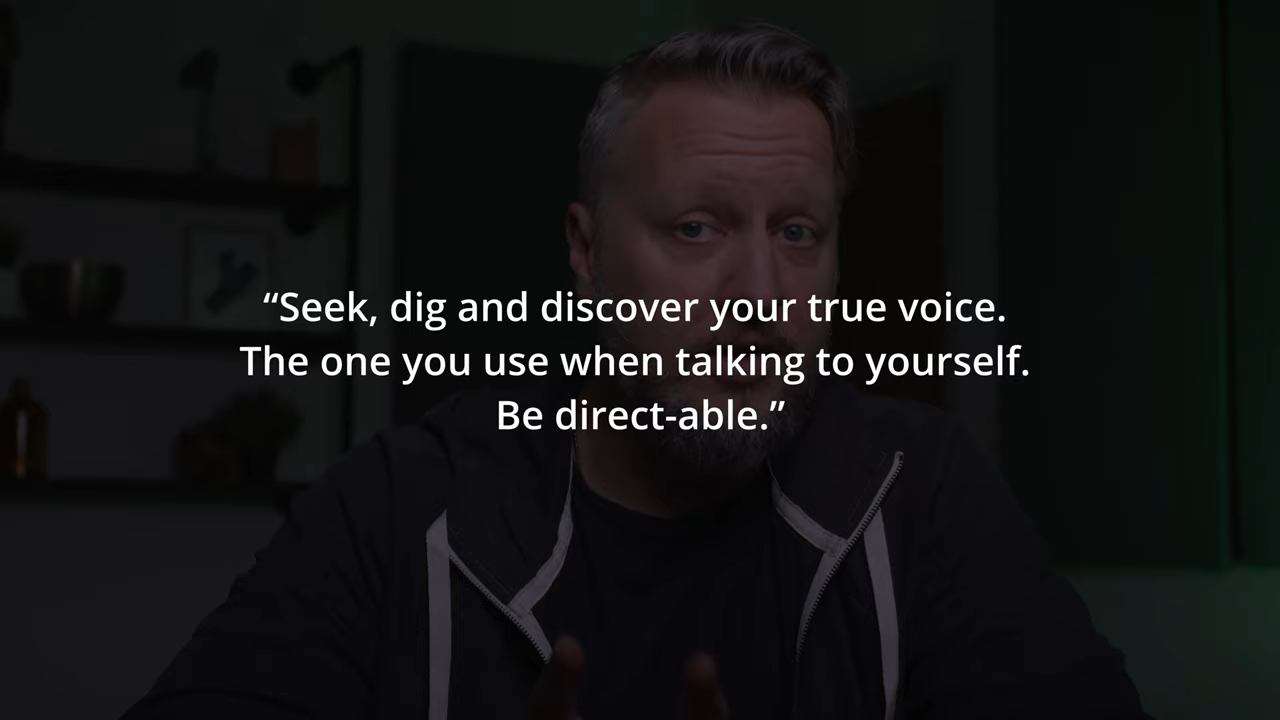 “Seek, dig and discover your true voice.
The one you use when talking to yourself.
Be direct-able.”